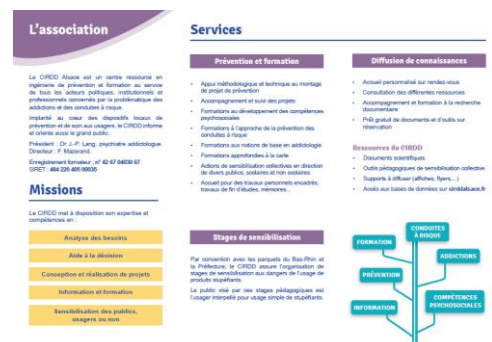 L'association
Le CIRDD Alsace est un centre ressource en
ingénierie de prévention et formation au service
de tous les acteurs politiques, institutionnels et
professionnels concernés par la problématique des
addictions et des conduites à risque.
Implanté au cœur des dispositifs locaux de
prévention et de soin aux usagers, le CIRDD informe
et oriente aussi le grand public.
Président : Dr J.-P. Lang, psychiatre addictologue.
Directeur : F. Mazerand.
Enregistrement formateur : n° 42 67 04030 67
SIRET : 484 220 405 00035
Missions
Le CIRDD met à disposition son expertise et
compétences en :
Analyse des besoins
Aide à la décision
Conception et réalisation de projets
Information et formation
Sensibilisation des publics,
usagers ou non
Services
Prévention et formation
• Appui méthodologique et technique au montage
de projet de prévention
• Accompagnement et suivi des projets
• Formations au développement des compétences
psychosociales
• Formations à l'approche de la prévention des
conduites à risque
• Formations aux notions de base en addictologie
• Formations approfondies à la carte
• Actions de sensibilisation collectives en direction
de divers publics, scolaires et non scolaires
• Accueil pour des travaux personnels encadrés,
travaux de fin d'études, mémoires...
Stages de sensibilisation
Par convention avec les parquets du Bas-Rhin et
la Préfecture, le CIRDD assure l'organisation de
stages de sensibilisation aux dangers de l'usage de
produits stupéfiants.
Le public visé par ces stages pédagogiques est
l'usager interpellé pour usage simple de stupéfiants.
Diffusion de connaissances
• Accueil personnalisé sur rendez-vous
• Consultation des différentes ressources
• Accompagnement et formation à la recherche
documentaire
• Prêt gratuit de documents et d'outils sur
réservation
Ressources du CIRDD
• Documents scientifiques
• Outils pédagogiques de sensibilisation collective
• Supports à diffuser (affiches, flyers,...)
• Accès aux bases de données sur cirddalsace.fr
CONDUITES
À RISQUE
FORMATION
ADDICTIONS
PRÉVENTION
COMPÉTENCES
PSYCHOSOCIALES
INFORMATION